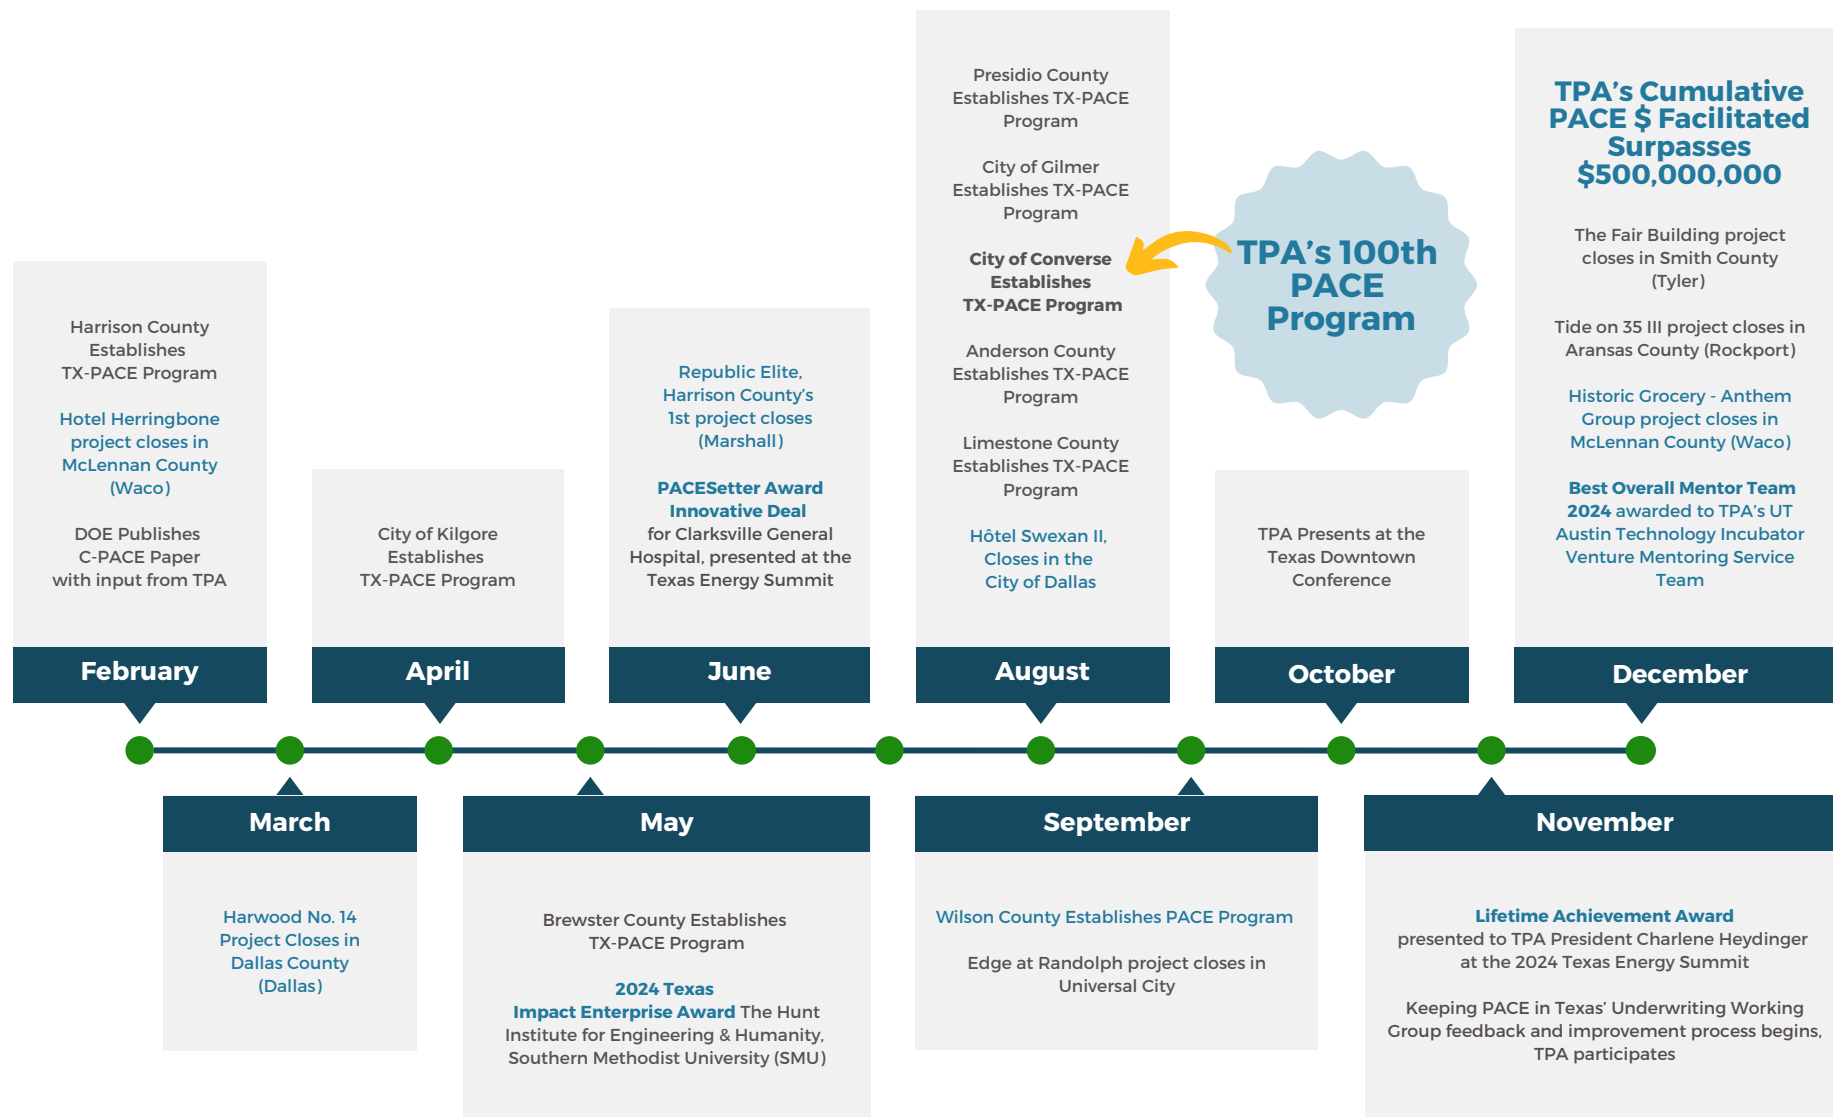 Harrison County
Establishes
TX-PACE Program
Hotel Herringbone
project closes in
McLennan County
(Waco)
DOE Publishes
C-PACE Paper
with input from TPA
February
City of Kilgore
Establishes
TX-PACE Program
April
Republic Elite,
Harrison County's
1st project closes
(Marshall)
PACESetter Award
Innovative Deal
for Clarksville General
Hospital, presented at the
Texas Energy Summit
June
Presidio County
Establishes TX-PACE
Program
City of Gilmer
Establishes TX-PACE
Program
City of Converse
Establishes
TX-PACE Program
Anderson County
Establishes TX-PACE
Program
Limestone County
Establishes TX-PACE
Program
Hôtel Swexan II,
Closes in the
City of Dallas
August
TPA's 100th
PACE
Program
TPA Presents at the
Texas Downtown
Conference
October
TPA's Cumulative
PACE $ Facilitated
Surpasses
$500,000,000
The Fair Building project
closes in Smith County
(Tyler)
Tide on 35 III project closes in
Aransas County (Rockport)
Historic Grocery - Anthem
Group project closes in
McLennan County (Waco)
Best Overall Mentor Team
2024 awarded to TPA's UT
Austin Technology Incubator
Venture Mentoring Service
Team
December
March
Harwood No. 14
Project Closes in
Dallas County
(Dallas)
May
Brewster County Establishes
TX-PACE Program
2024 Texas
Impact Enterprise Award The Hunt
Institute for Engineering & Humanity,
Southern Methodist University (SMU)
September
Wilson County Establishes PACE Program
Edge at Randolph project closes in
Universal City
November
Lifetime Achievement Award
presented to TPA President Charlene Heydinger
at the 2024 Texas Energy Summit
Keeping PACE in Texas' Underwriting Working
Group feedback and improvement process begins,
TPA participates